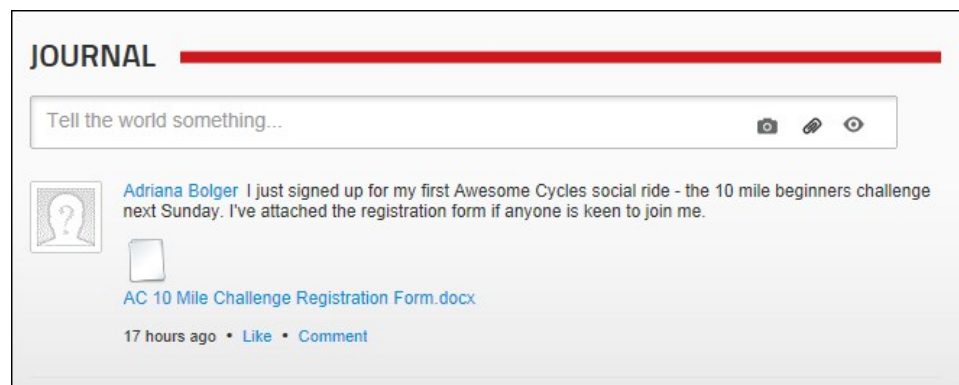 JOURNAL
Tell the world something...
Adriana Bolger I just signed up for my first Awesome Cycles social ride - the 10 mile beginners challenge
next Sunday. I've attached the registration form if anyone is keen to join me.
AC 10 Mile Challenge Registration Form.docx
17 hours ago • Like • Comment